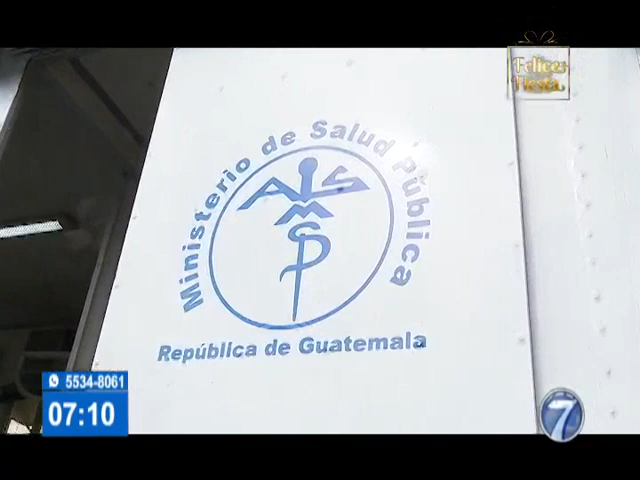 Felices
Fiestas
Ministerio de Salud Pública
República de Guatemala
5534-8061
07:10
7